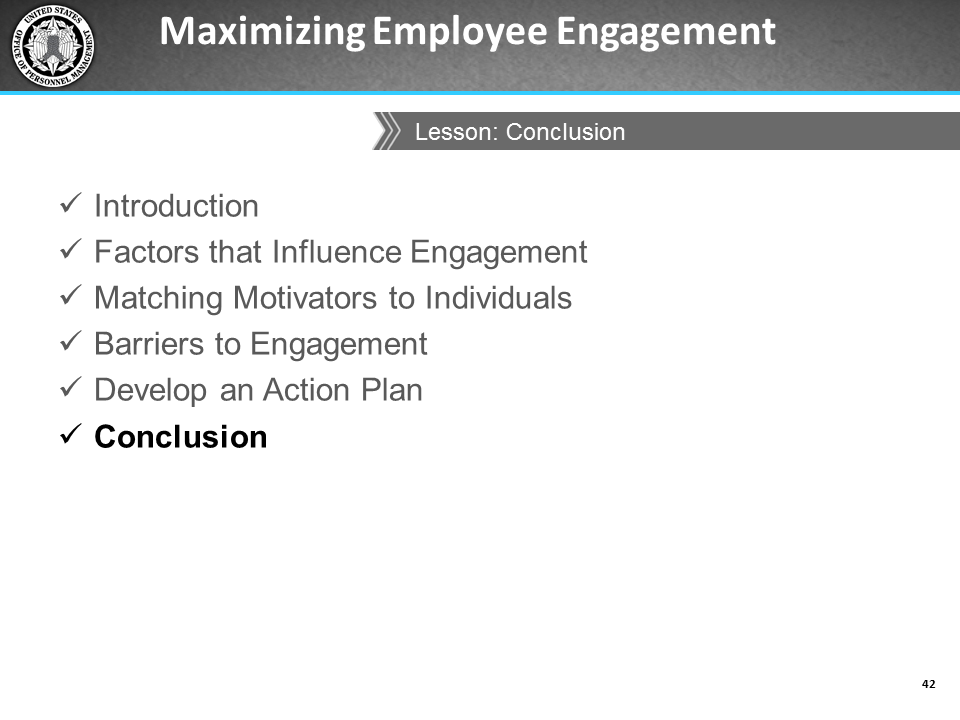 UNITED STATES
OFFICE OF PERSONNEL MANAGEMENT
Maximizing Employee Engagement
Lesson: Conclusion
✓ Introduction
✓ Factors that Influence Engagement
✓ Matching Motivators to Individuals
✓ Barriers to Engagement
✓ Develop an Action Plan
✓ Conclusion
42